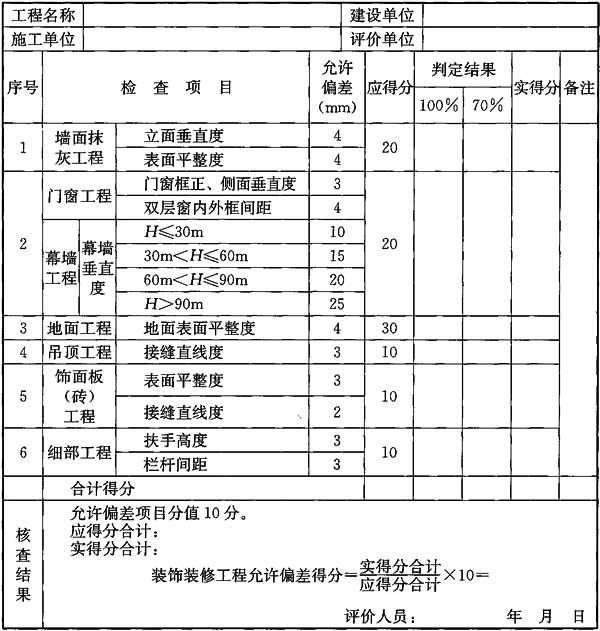 工程名称 建设单位
施工单位 评价单位
序号 检 查 项 目 允许偏差(mm) 应得分 判定结果 实得分 备注
100% 70%
1 墙面抹灰工程 立面垂直度 4 20
表面平整度 4
2 门窗工程 门窗框正、侧面垂直度 3 20
双层窗内外框间距 4
幕墙工程 幕墙垂直度 H≤30m 10
30m<H≤60m 15
60m<H≤90m 20
H>90m 25
3 地面工程 地面表面平整度 4 30
4 吊顶工程 接缝直线度 3 10
5 饰面板(砖)工程 表面平整度 3 10
接缝直线度 2
6 细部工程 扶手高度 3 10
栏杆间距 3
合计得分
核查结果 允许偏差项目分值10分。
应得分合计:
实得分合计:
装饰装修工程允许偏差得分=实得分合计/应得分合计×10=
评价人员: 年 月 日